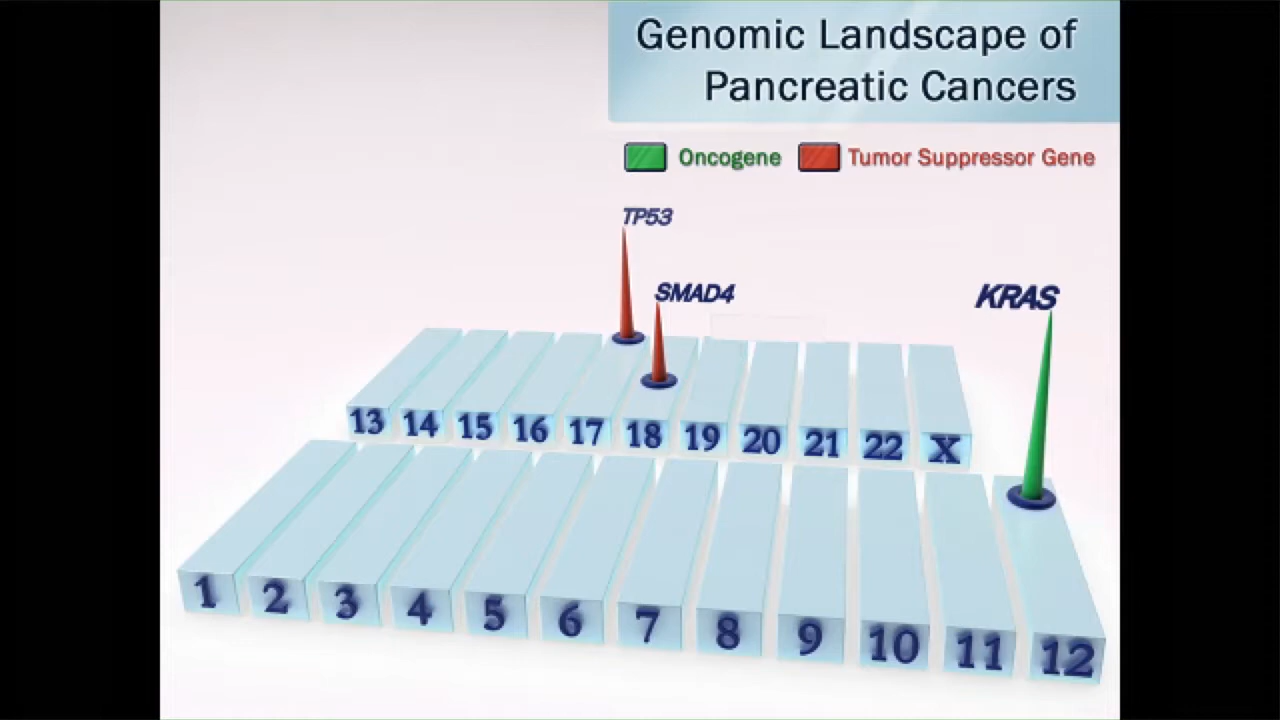 Genomic Landscape of
Pancreatic Cancers
Oncogene Tumor Suppressor Gene
TP53
SMAD4
KRAS
13 14 15 16 17 18 19 20 21 22 X
1 2 3 4 5 6 7 8 9 10 11 12